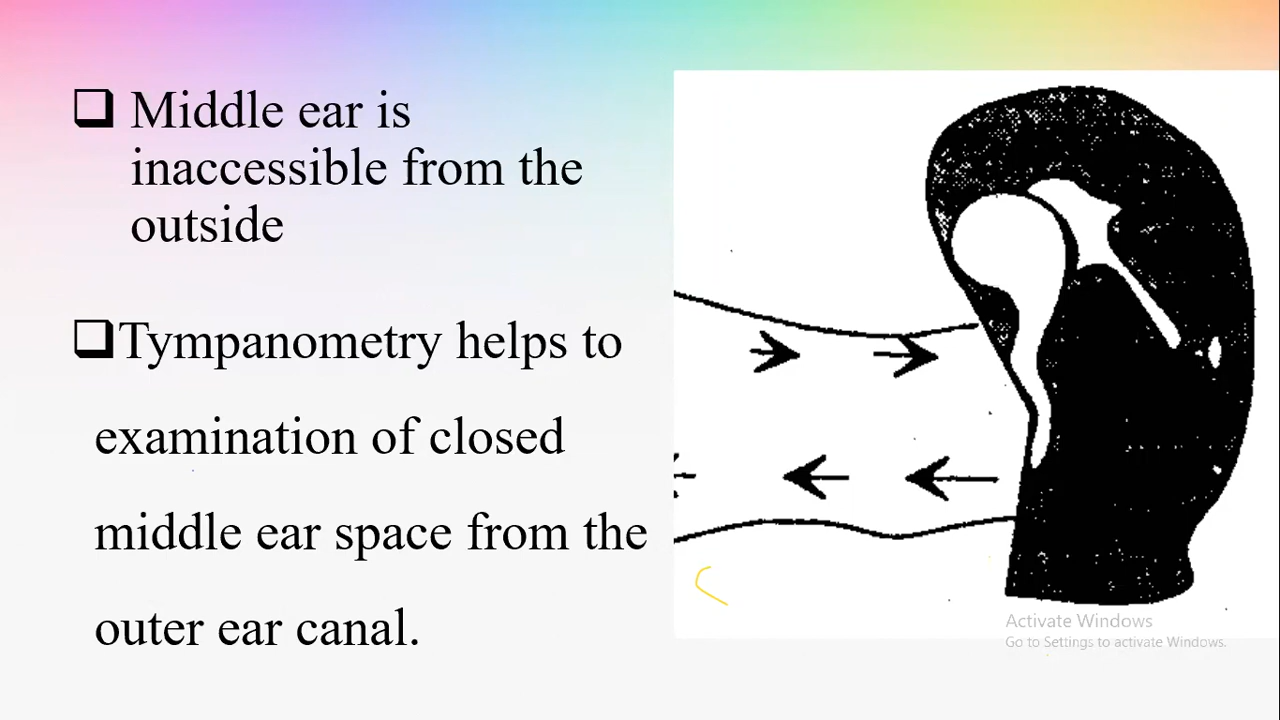 ❑ Middle ear is
inaccessible from the
outside
❑Tympanometry helps to
examination of closed
middle ear space from the
outer ear canal.
Activate Windows
Go to Settings to activate Windows.